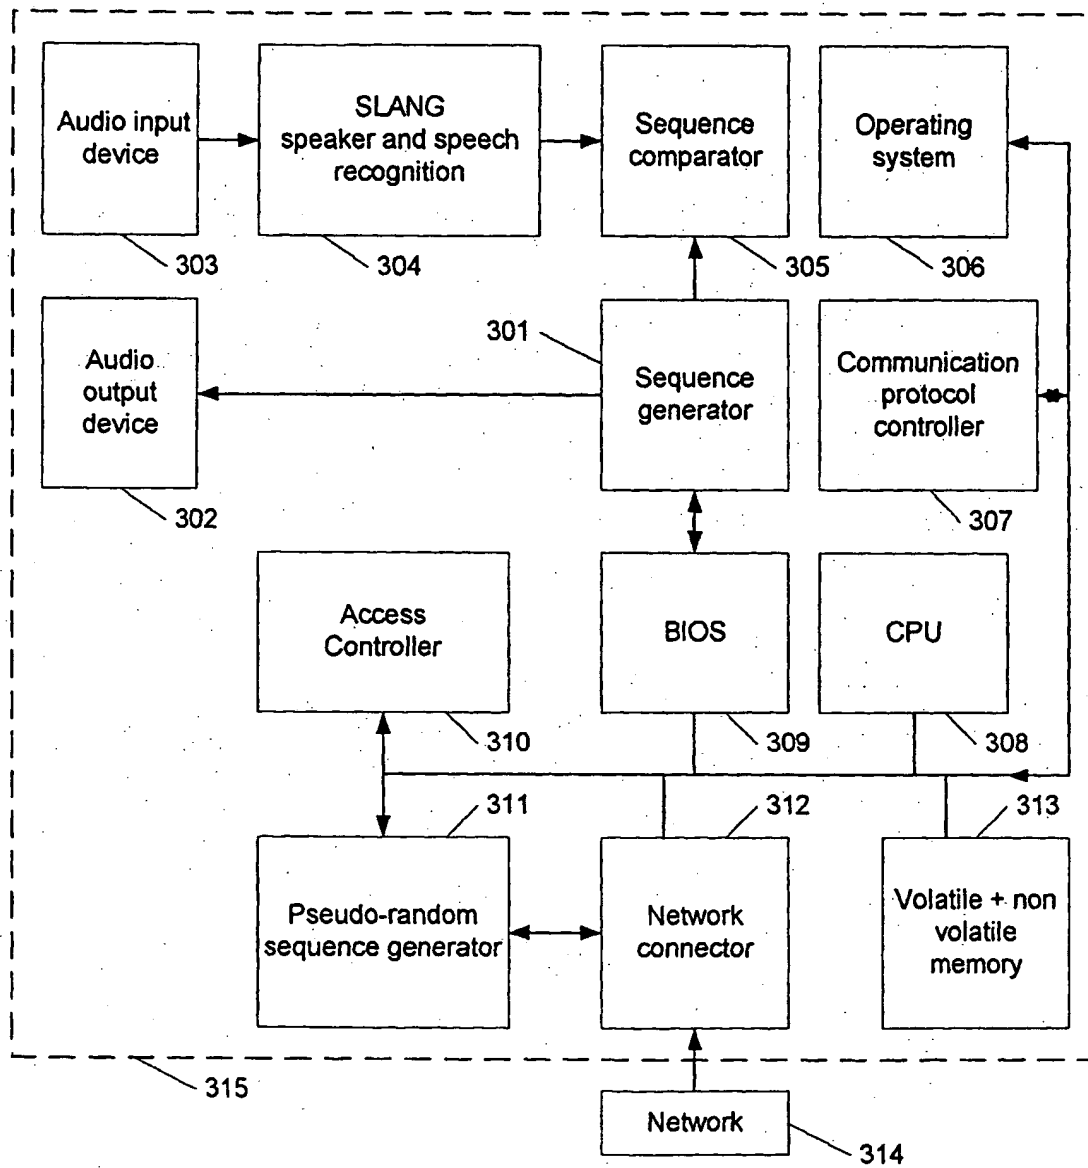 Audio input
device
SLANG
speaker and speech
recognition
Sequence
comparator
Operating
system
303
304
305
306
Audio
output
device
301
Sequence
generator
Communication
protocol
controller
302
307
Access
Controller
BIOS
CPU
310
309
308
311
312
313
Pseudo-random
sequence generator
Network
connector
Volatile + non
volatile
memory
315
Network
314